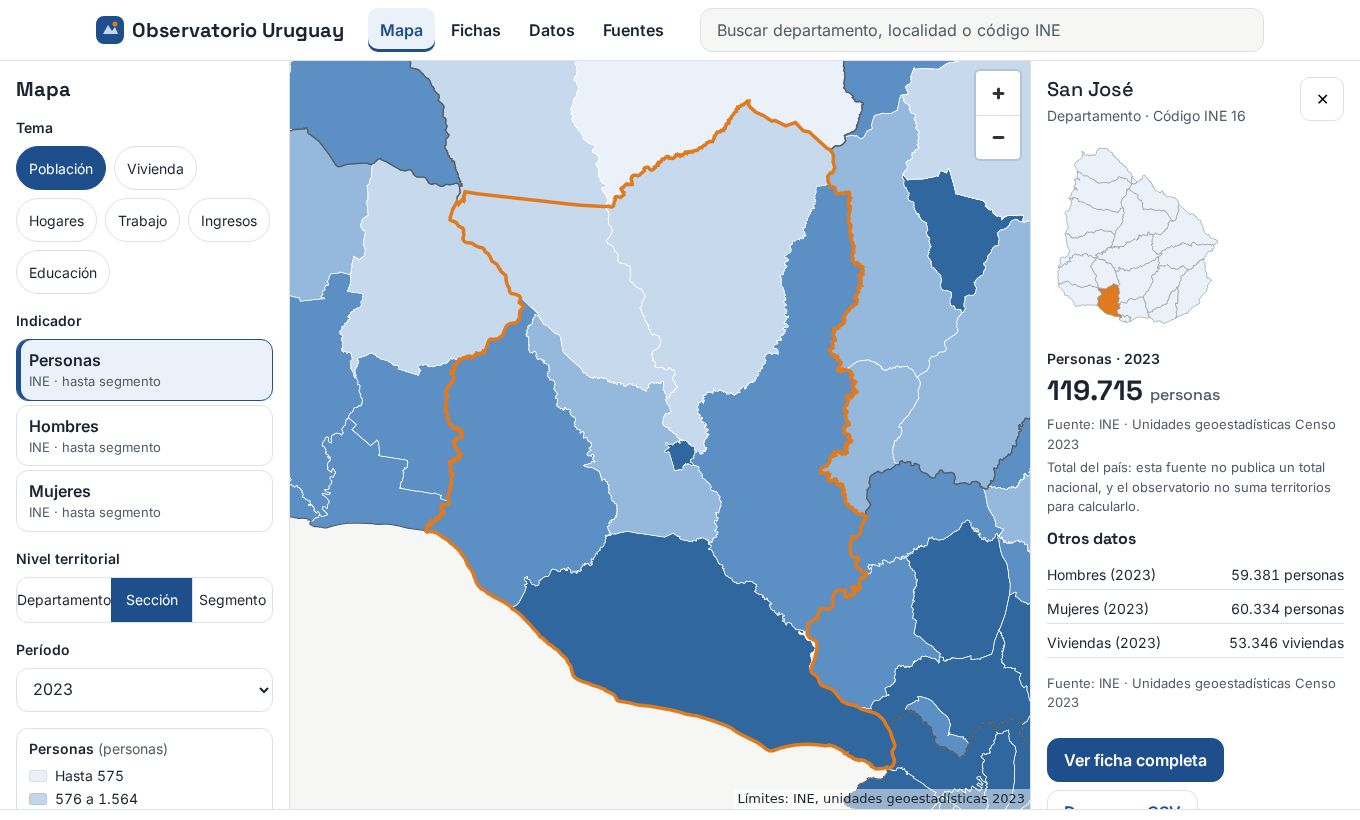 Observatorio Uruguay
Mapa
Fichas
Datos
Fuentes
Buscar departamento, localidad o código INE
Mapa
Tema
Población
Vivienda
Hogares
Trabajo
Ingresos
Educación
Indicador
Personas
INE · hasta segmento
Hombres
INE · hasta segmento
Mujeres
INE · hasta segmento
Nivel territorial
Departamento
Sección
Segmento
Período
2023
Personas (personas)
Hasta 575
576 a 1.564
+
−
Límites: INE, unidades geoestadísticas 2023
San José
×
Departamento · Código INE 16
Personas · 2023
119.715 personas
Fuente: INE · Unidades geoestadísticas Censo
2023
Total del país: esta fuente no publica un total
nacional, y el observatorio no suma territorios
para calcularlo.
Otros datos
Hombres (2023) 59.381 personas
Mujeres (2023) 60.334 personas
Viviendas (2023) 53.346 viviendas
Fuente: INE · Unidades geoestadísticas Censo
2023
Ver ficha completa